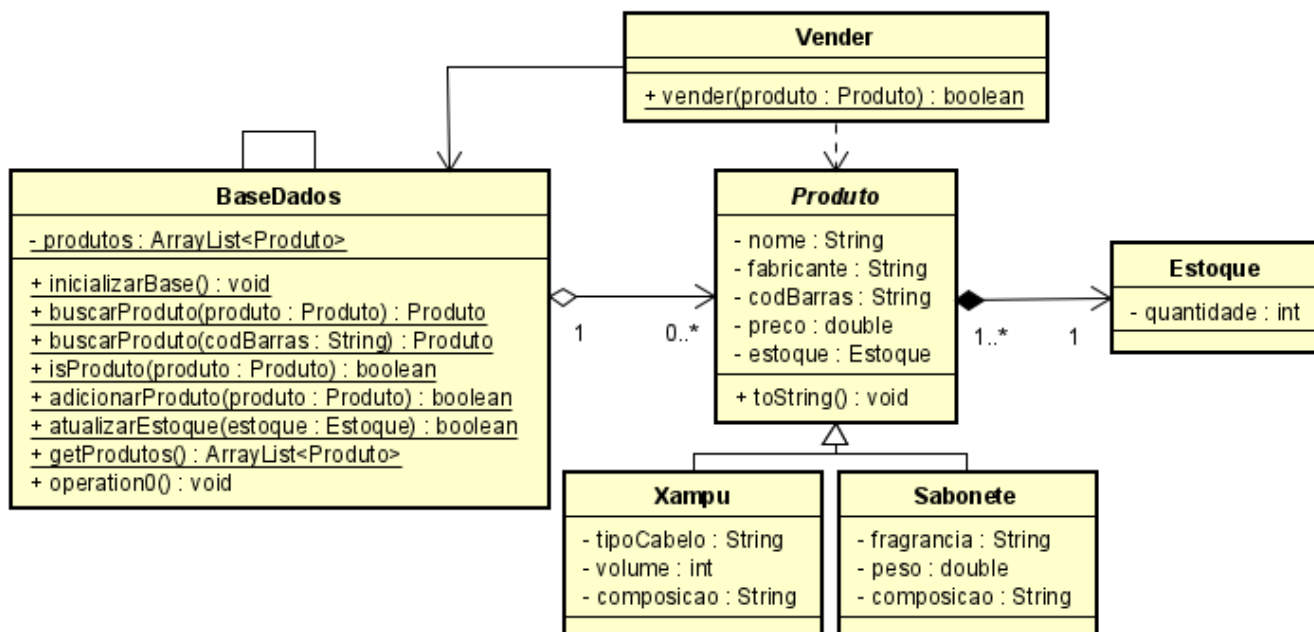 Vender
+ vender(produto : Produto) : boolean
BaseDados
- produtos : ArrayList<Produto>
+ inicializarBase() : void
+ buscarProduto(produto : Produto) : Produto
+ buscarProduto(codBarras : String) : Produto
+ isProduto(produto : Produto) : boolean
+ adicionarProduto(produto : Produto) : boolean
+ atualizarEstoque(estoque : Estoque) : boolean
+ getProdutos() : ArrayList<Produto>
+ operation0() : void
1
0..*
Produto
- nome : String
- fabricante : String
- codBarras : String
- preco : double
- estoque : Estoque
+ toString() : void
1..*
1
Estoque
- quantidade : int
Xampu
- tipoCabelo : String
- volume : int
- composicao : String
Sabonete
- fragrancia : String
- peso : double
- composicao : String